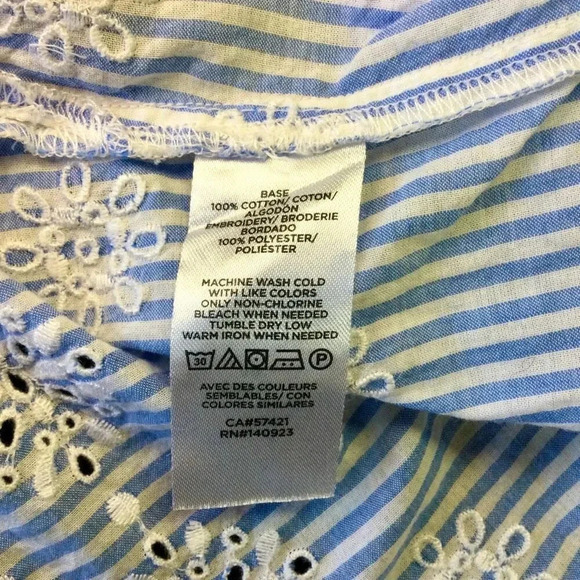 BASE
100% COTTON/ COTON/
ALGODÓN
EMBROIDERY/ BRODERIE
BORDADO
100% POLYESTER/
POLIÉSTER
MACHINE WASH COLD
WITH LIKE COLORS
ONLY NON-CHLORINE
BLEACH WHEN NEEDED
TUMBLE DRY LOW
WARM IRON WHEN NEEDED
30 P
AVEC DES COULEURS
SEMBLABLES/ CON
COLORES SIMILARES
CA#57421
RN#140923